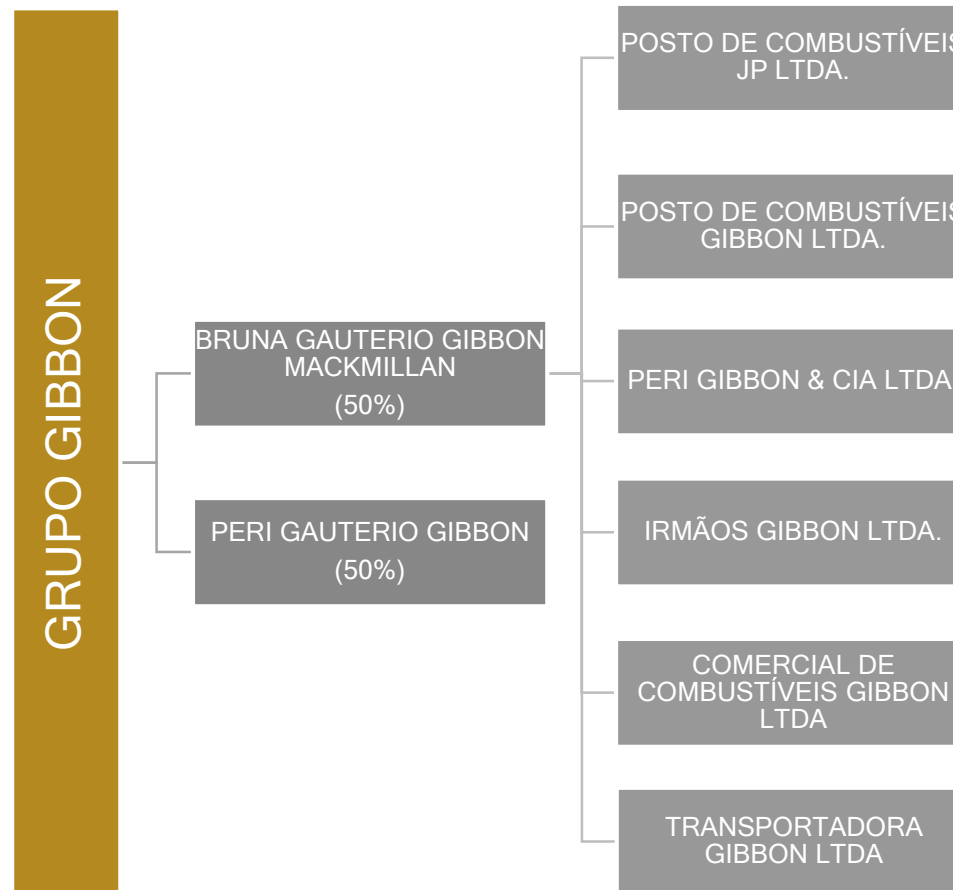 GRUPO GIBBON
BRUNA GAUTERIO GIBBON
MACKMILLAN
(50%)
PERI GAUTERIO GIBBON
(50%)
POSTO DE COMBUSTÍVEIS
JP LTDA.
POSTO DE COMBUSTÍVEIS
GIBBON LTDA.
PERI GIBBON & CIA LTDA
IRMÃOS GIBBON LTDA.
COMERCIAL DE
COMBUSTÍVEIS GIBBON
LTDA
TRANSPORTADORA
GIBBON LTDA